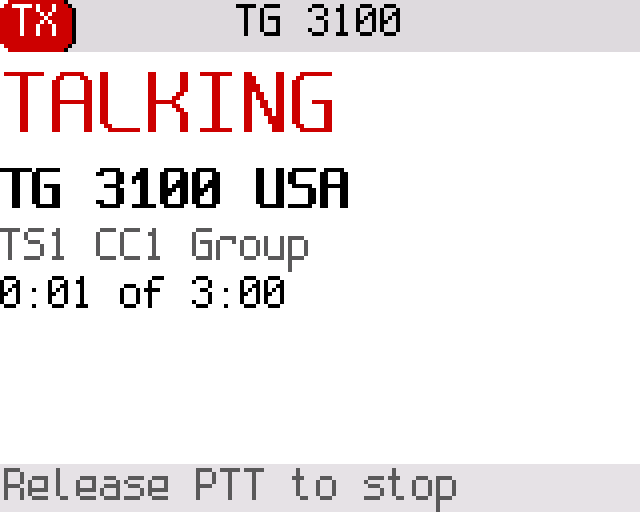 TX TG 3100
TALKING
TG 3100 USA
TS1 CC1 Group
0:01 of 3:00
Release PTT to stop